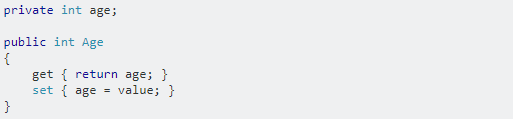 private int age;
public int Age
{
    get { return age; }
    set { age = value; }
}